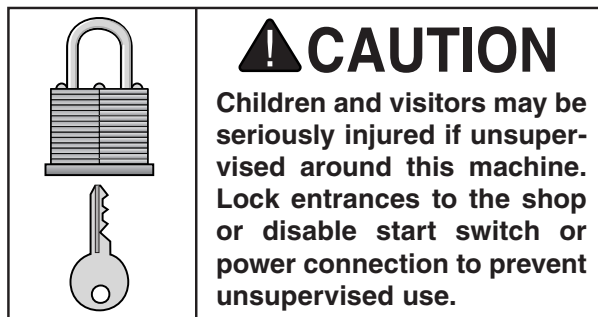 CAUTION
Children and visitors may be
seriously injured if unsuper-
vised around this machine.
Lock entrances to the shop
or disable start switch or
power connection to prevent
unsupervised use.